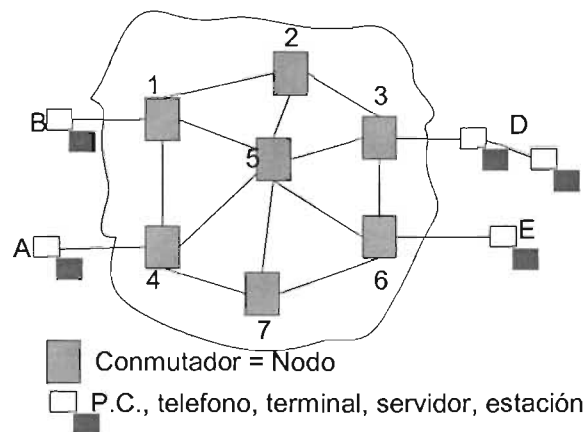 2
1
3
B
D
5
A
E
4
6
7
Conmutador = Nodo
P.C., telefono, terminal, servidor, estación